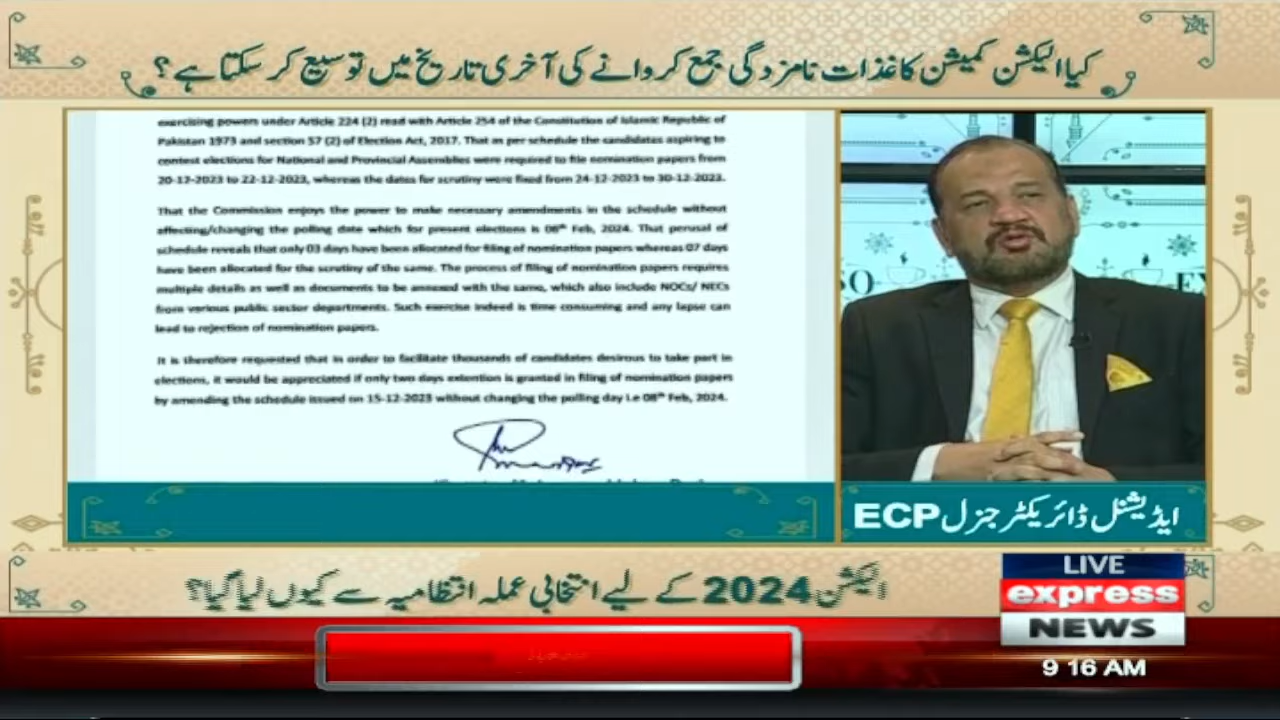 کیا الیکشن کمیشن کاغذات نامزدگی جمع کروانے کی آخری تاریخ میں توسیع کر سکتا ہے؟
exercising powers under Article 224 (2) read with Article 254 of the Constitution of Islamic Republic of
Pakistan 1973 and section 57 (2) of Election Act, 2017. That as per schedule the candidates aspiring to
contest elections for National and Provincial Assemblies were required to file nomination papers from
20-12-2023 to 22-12-2023, whereas the dates for scrutiny were fixed from 24-12-2023 to 30-12-2023.
That the Commission enjoys the power to make necessary amendments in the schedule without
affecting/changing the polling date which for present elections is 08th Feb, 2024. That perusal of
schedule reveals that only 03 days have been allocated for filing of nomination papers whereas 07 days
have been allocated for the scrutiny of the same. The process of filing of nomination papers requires
multiple details as well as documents to be annexed with the same, which also include NOCs/ NECs
from various public sector departments. Such exercise indeed is time consuming and any lapse can
lead to rejection of nomination papers.
It is therefore requested that in order to facilitate thousands of candidates desirous to take part in
elections, it would be appreciated if only two days extention is granted in filing of nomination papers
by amending the schedule issued on 15-12-2023 without changing the polling day i.e 08th Feb, 2024.
ایڈیشنل ڈائریکٹر جنرل ECP
الیکشن 2024 کے لیے انتخابی عملہ انتظامیہ سے کیوں لیا گیا؟
LIVE
express
NEWS
9 16 AM